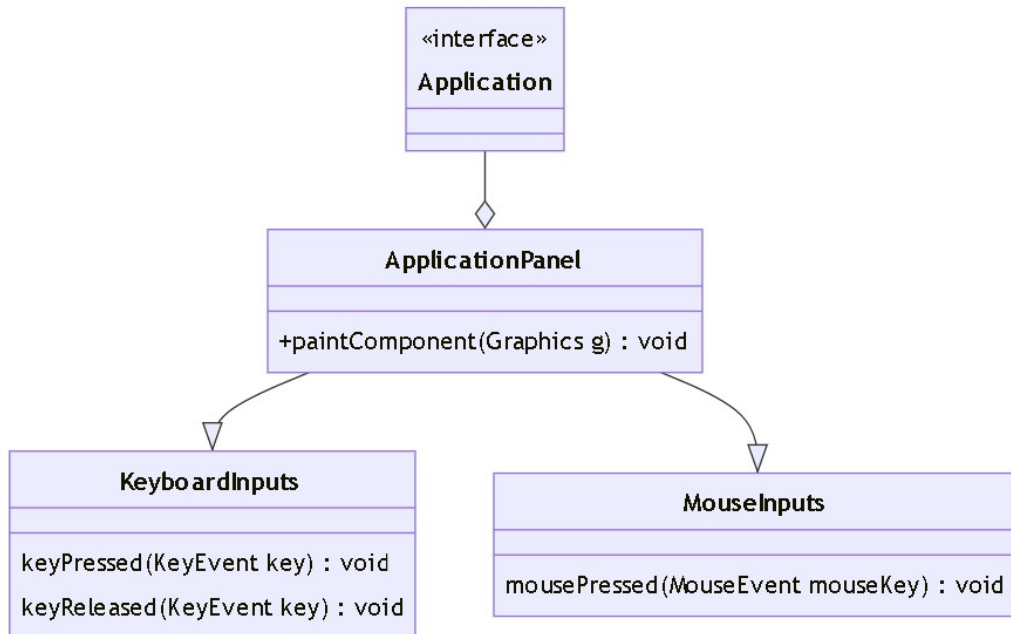 «interface»
Application
ApplicationPanel
+paintComponent(Graphics g) : void
KeyboardInputs
keyPressed(KeyEvent key) : void
keyReleased(KeyEvent key) : void
MouseInputs
mousePressed(MouseEvent mouseKey) : void